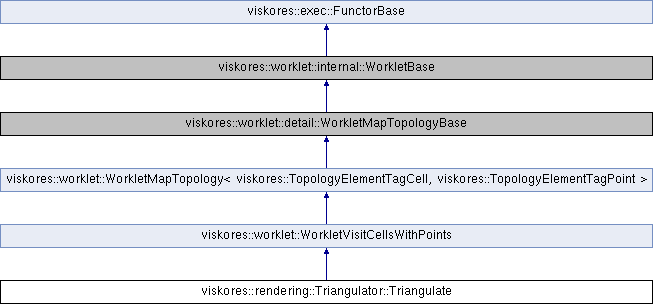 viskores::exec::FunctorBase
viskores::worklet::internal::WorkletBase
viskores::worklet::detail::WorkletMapTopologyBase
viskores::worklet::WorkletMapTopology< viskores::TopologyElementTagCell, viskores::TopologyElementTagPoint >
viskores::worklet::WorkletVisitCellsWithPoints
viskores::rendering::Triangulator::Triangulate